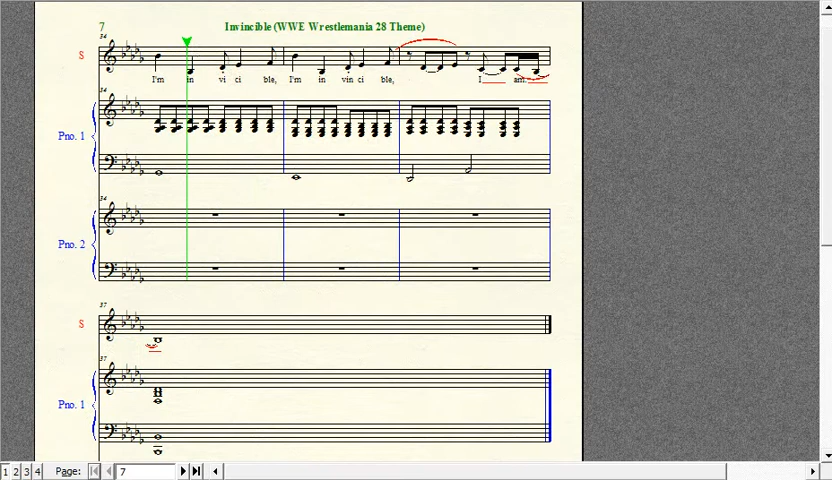 7 Invincible (WWE Wrestlemania 28 Theme)
34
S
I'm in vi ci ble, I'm in vin ci ble, I am.
34
Pno. 1
34
Pno. 2
37
S
37
Pno. 1
1 2 3 4 Page: 7